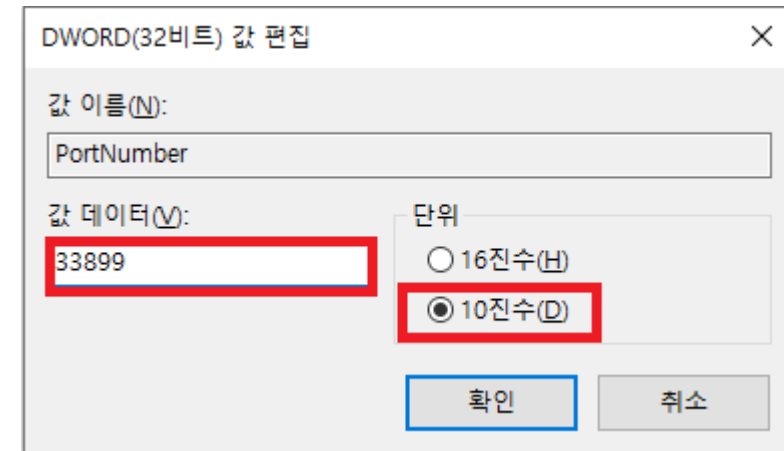 DWORD(32비트) 값 편집
값 이름(N):
PortNumber
값 데이터(V):
33899
단위
16진수(H)
10진수(D)
확인
취소